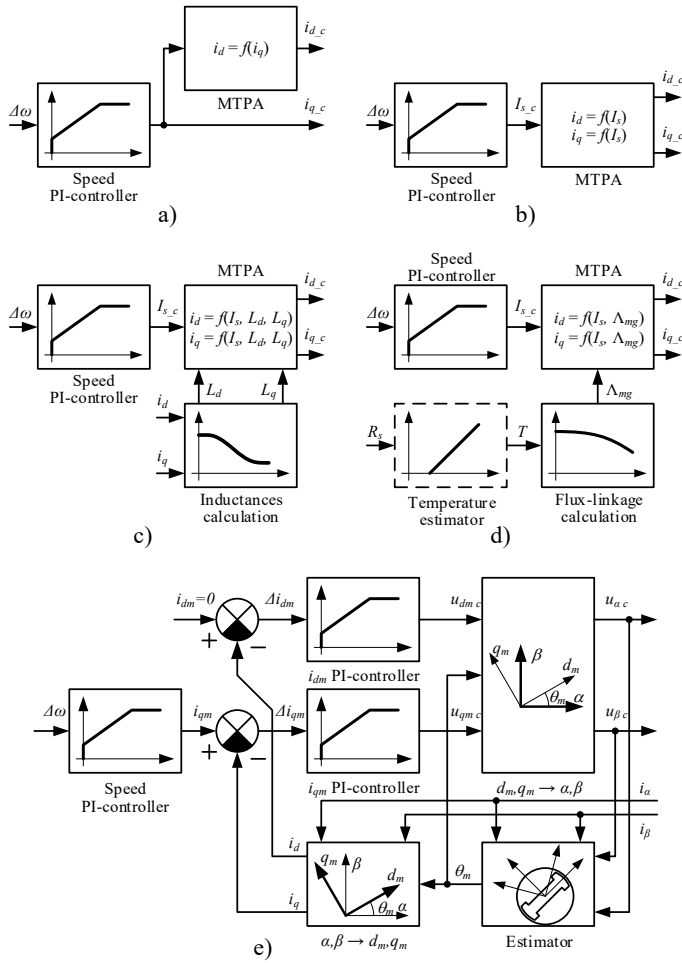 i_d_c
i_d = f(i_q)
MTPA
Δω
i_q_c
Speed
PI-controller
a)
Δω
I_s_c
i_d = f(I_s)
i_q = f(I_s)
i_d_c
i_q_c
Speed
PI-controller
MTPA
b)
MTPA
Δω
I_s_c
i_d = f(I_s, L_d, L_q)
i_q = f(I_s, L_d, L_q)
i_d_c
i_q_c
Speed
PI-controller
L_d
L_q
i_d
i_q
Inductances
calculation
c)
Speed
PI-controller
MTPA
Δω
I_s_c
i_d = f(I_s, Λ_mg)
i_q = f(I_s, Λ_mg)
i_d_c
i_q_c
Λ_mg
R_s
T
Temperature
estimator
Flux-linkage
calculation
d)
i_dm=0
+
−
Δi_dm
i_dm PI-controller
u_dm c
u_α c
q_m
β
d_m
θ_m
α
Δω
Speed
PI-controller
i_qm
+
−
Δi_qm
i_qm PI-controller
u_qm c
u_β c
d_m,q_m → α,β
i_α
i_β
i_d
i_q
q_m
β
d_m
θ_m
α
θ_m
α,β → d_m,q_m
Estimator
e)